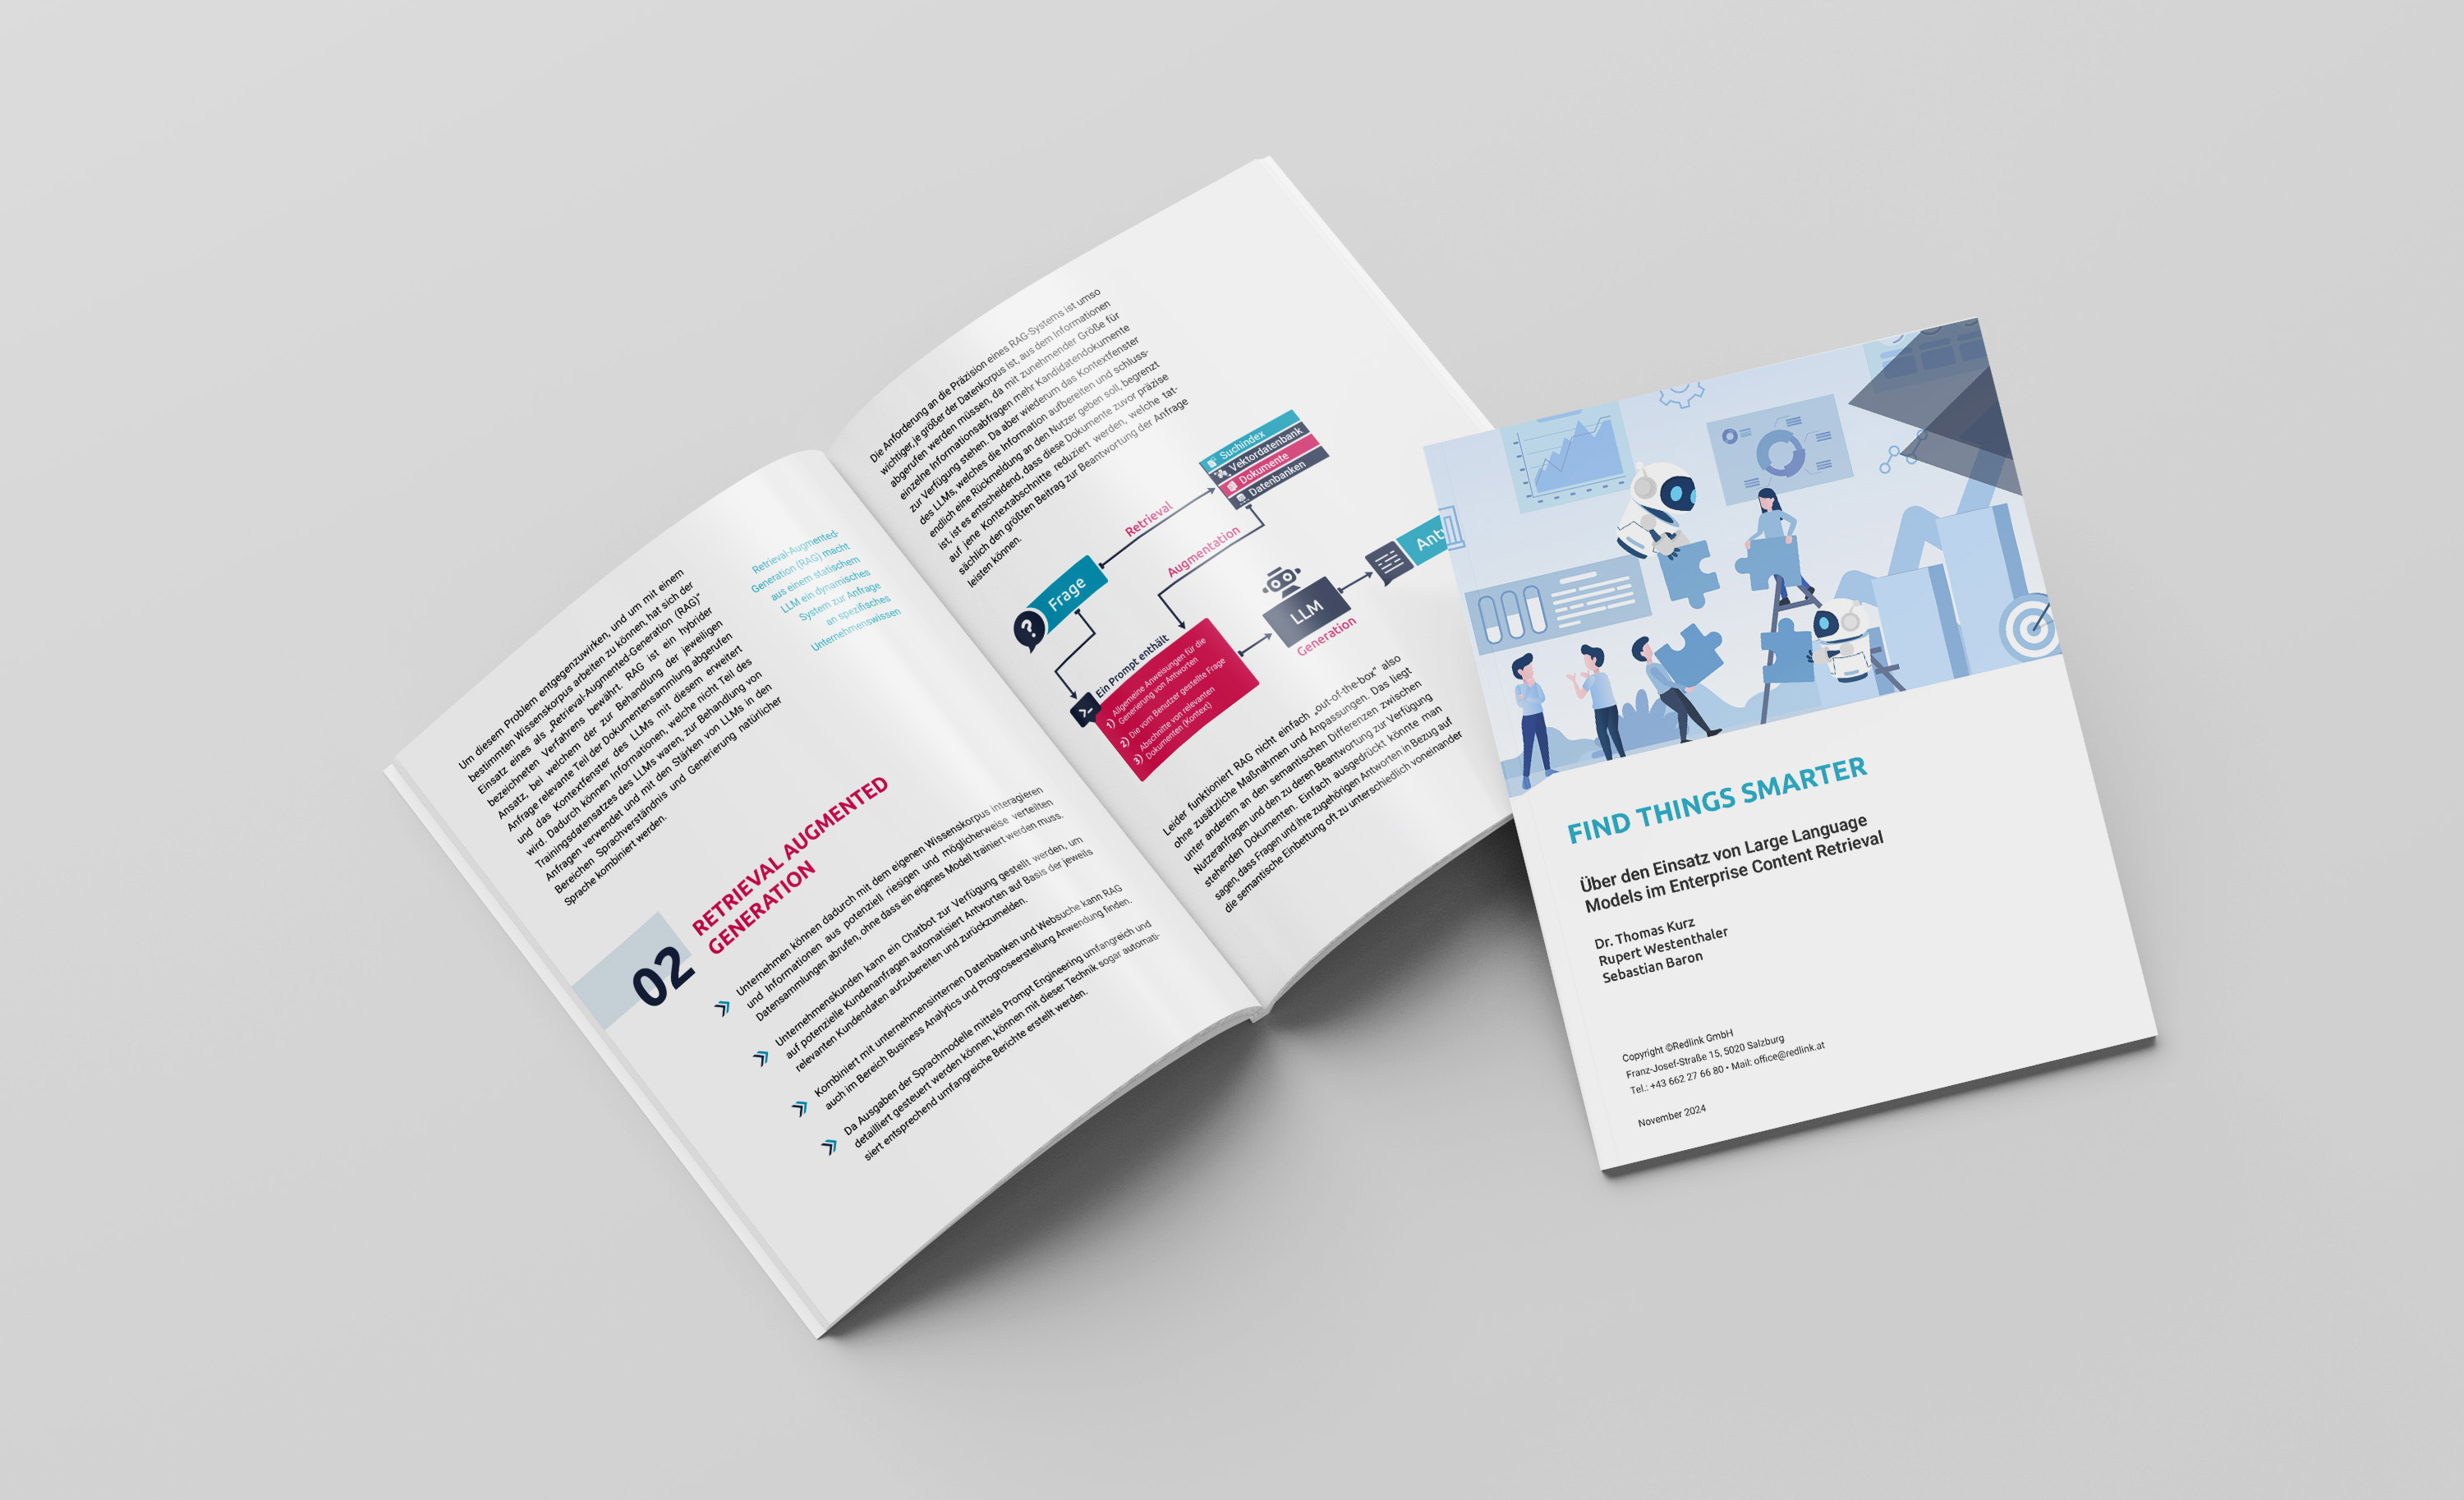 Um diesem Problem entgegenzuwirken, und um mit einem
bestimmten Wissenskorpus arbeiten zu können, hat sich der
Einsatz eines als „Retrieval-Augmented-Generation (RAG)“
bezeichneten Verfahrens bewährt. RAG ist ein hybrider
Ansatz, bei welchem der zur Behandlung der jeweiligen
Anfrage relevante Teil der Dokumentensammlung abgerufen
und das Kontextfenster des LLMs mit diesem erweitert
wird. Dadurch können Informationen, welche nicht Teil des
Trainingsdatensatzes des LLMs waren, zur Behandlung von
Anfragen verwendet und mit den Stärken von LLMs in den
Bereichen Sprachverständnis und Generierung natürlicher
Sprache kombiniert werden.
Retrieval-Augmented-
Generation (RAG) macht
aus einem statischem
LLM ein dynamisches
System zur Anfrage
an spezifisches
Unternehmenswissen
02
RETRIEVAL AUGMENTED
GENERATION
Unternehmen können dadurch mit dem eigenen Wissenskorpus interagieren
und Informationen aus potenziell riesigen und möglicherweise verteilten
Datensammlungen abrufen, ohne dass ein eigenes Modell trainiert werden muss.
Unternehmenskunden kann ein Chatbot zur Verfügung gestellt werden, um
auf potenzielle Kundenanfragen automatisiert Antworten auf Basis der jeweils
relevanten Kundendaten aufzubereiten und zurückzumelden.
Kombiniert mit unternehmensinternen Datenbanken und Websuche kann RAG
auch im Bereich Business Analytics und Prognoseerstellung Anwendung finden.
Da Ausgaben der Sprachmodelle mittels Prompt Engineering umfangreich und
detailliert gesteuert werden können, können mit dieser Technik sogar automati-
siert entsprechend umfangreiche Berichte erstellt werden.
Die Anforderung an die Präzision eines RAG-Systems ist umso
wichtiger, je größer der Datenkorpus ist, aus dem Informationen
abgerufen werden müssen, da mit zunehmender Größe für
einzelne Informationsabfragen mehr Kandidatendokumente
zur Verfügung stehen. Da aber wiederum das Kontextfenster
des LLMs, welches die Information aufbereiten und schluss-
endlich eine Rückmeldung an den Nutzer geben soll, begrenzt
ist, ist es entscheidend, dass diese Dokumente zuvor präzise
auf jene Kontextabschnitte reduziert werden, welche tat-
sächlich den größten Beitrag zur Beantwortung der Anfrage
leisten können.
Suchindex
Vektordatenbank
Dokumente
Datenbanken
Retrieval
Augmentation
? Frage
LLM
Generation
Ein Prompt enthält
1) Allgemeine Anweisungen für die
Generierung von Antworten
2) Die vom Benutzer gestellte Frage
3) Abschnitte von relevanten
Dokumenten (Kontext)
Leider funktioniert RAG nicht einfach „out-of-the-box“ also
ohne zusätzliche Maßnahmen und Anpassungen. Das liegt
unter anderem an den semantischen Differenzen zwischen
Nutzeranfragen und den zu deren Beantwortung zur Verfügung
stehenden Dokumenten. Einfach ausgedrückt könnte man
sagen, dass Fragen und ihre zugehörigen Antworten in Bezug auf
die semantische Einbettung oft zu unterschiedlich voneinander
FIND THINGS SMARTER
Über den Einsatz von Large Language
Models im Enterprise Content Retrieval
Dr. Thomas Kurz
Rupert Westenthaler
Sebastian Baron
Copyright ©Redlink GmbH
Franz-Josef-Straße 15, 5020 Salzburg
Tel.: +43 662 27 66 80 • Mail: office@redlink.at
November 2024